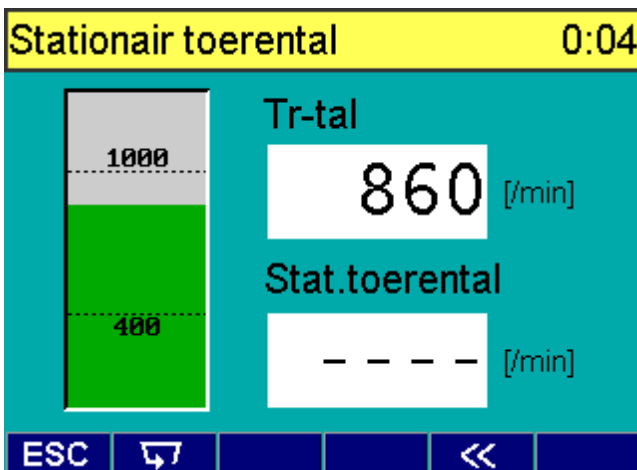 Stationair toerental 0:04
Tr-tal
1000
860 [/min]
Stat.toerental
400
---- [/min]
ESC <<